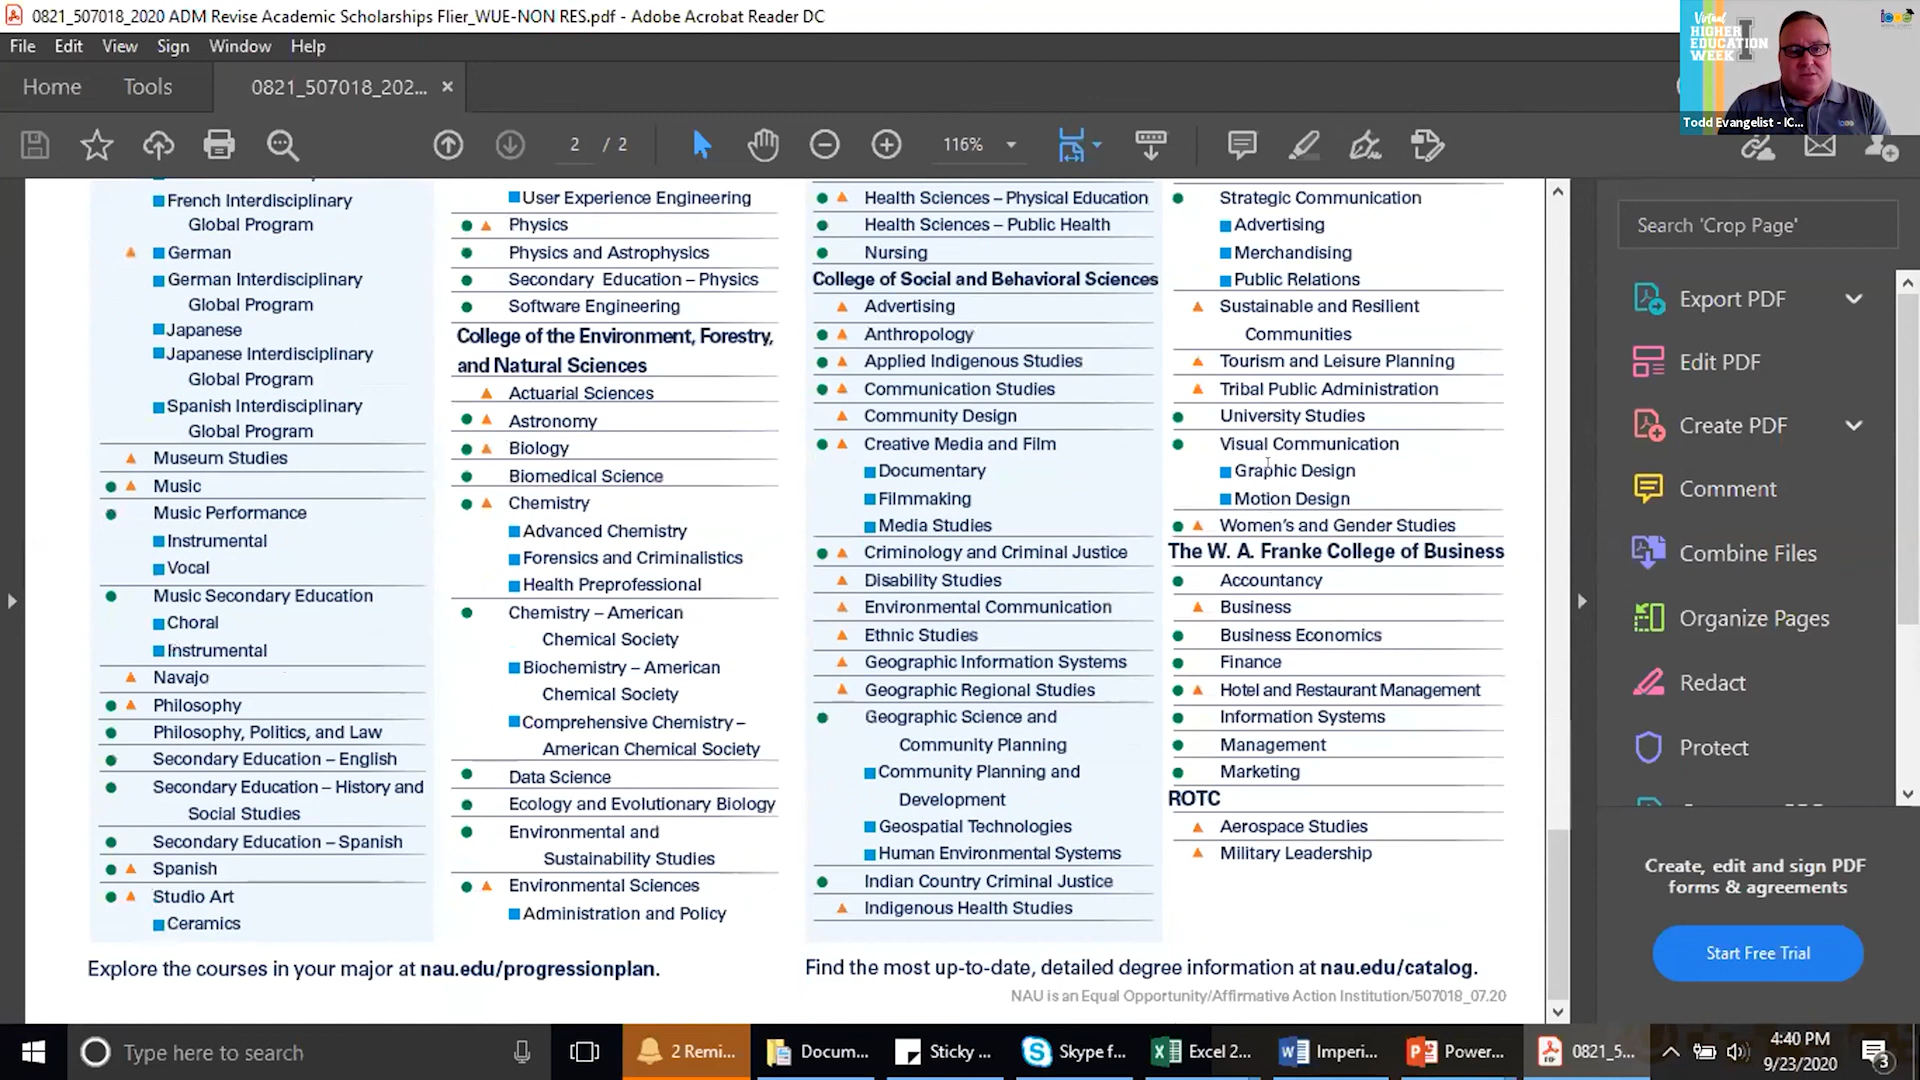 0821_507018_2020 ADM Revise Academic Scholarships Flier_WUE-NON RES.pdf - Adobe Acrobat Reader DC
File Edit View Sign Window Help
Home Tools 0821_507018_202... ×
2 / 2 116%
Virtual
HIGHER
EDUCATION
WEEK
Todd Evangelist - IC...
French Interdisciplinary
Global Program
German
German Interdisciplinary
Global Program
Japanese
Japanese Interdisciplinary
Global Program
Spanish Interdisciplinary
Global Program
Museum Studies
Music
Music Performance
Instrumental
Vocal
Music Secondary Education
Choral
Instrumental
Navajo
Philosophy
Philosophy, Politics, and Law
Secondary Education – English
Secondary Education – History and
Social Studies
Secondary Education – Spanish
Spanish
Studio Art
Ceramics
User Experience Engineering
Physics
Physics and Astrophysics
Secondary Education – Physics
Software Engineering
College of the Environment, Forestry,
and Natural Sciences
Actuarial Sciences
Astronomy
Biology
Biomedical Science
Chemistry
Advanced Chemistry
Forensics and Criminalistics
Health Preprofessional
Chemistry – American
Chemical Society
Biochemistry – American
Chemical Society
Comprehensive Chemistry –
American Chemical Society
Data Science
Ecology and Evolutionary Biology
Environmental and
Sustainability Studies
Environmental Sciences
Administration and Policy
Health Sciences – Physical Education
Health Sciences – Public Health
Nursing
College of Social and Behavioral Sciences
Advertising
Anthropology
Applied Indigenous Studies
Communication Studies
Community Design
Creative Media and Film
Documentary
Filmmaking
Media Studies
Criminology and Criminal Justice
Disability Studies
Environmental Communication
Ethnic Studies
Geographic Information Systems
Geographic Regional Studies
Geographic Science and
Community Planning
Community Planning and
Development
Geospatial Technologies
Human Environmental Systems
Indian Country Criminal Justice
Indigenous Health Studies
Strategic Communication
Advertising
Merchandising
Public Relations
Sustainable and Resilient
Communities
Tourism and Leisure Planning
Tribal Public Administration
University Studies
Visual Communication
Graphic Design
Motion Design
Women's and Gender Studies
The W. A. Franke College of Business
Accountancy
Business
Business Economics
Finance
Hotel and Restaurant Management
Information Systems
Management
Marketing
ROTC
Aerospace Studies
Military Leadership
Explore the courses in your major at nau.edu/progressionplan.
Find the most up-to-date, detailed degree information at nau.edu/catalog.
NAU is an Equal Opportunity/Affirmative Action Institution/507018_07.20
Search 'Crop Page'
Export PDF
Edit PDF
Create PDF
Comment
Combine Files
Organize Pages
Redact
Protect
Create, edit and sign PDF
forms & agreements
Start Free Trial
Type here to search
2 Remi...
Docum...
Sticky ...
Skype f...
Excel 2...
Imperi...
Power...
0821_5...
4:40 PM
9/23/2020
3